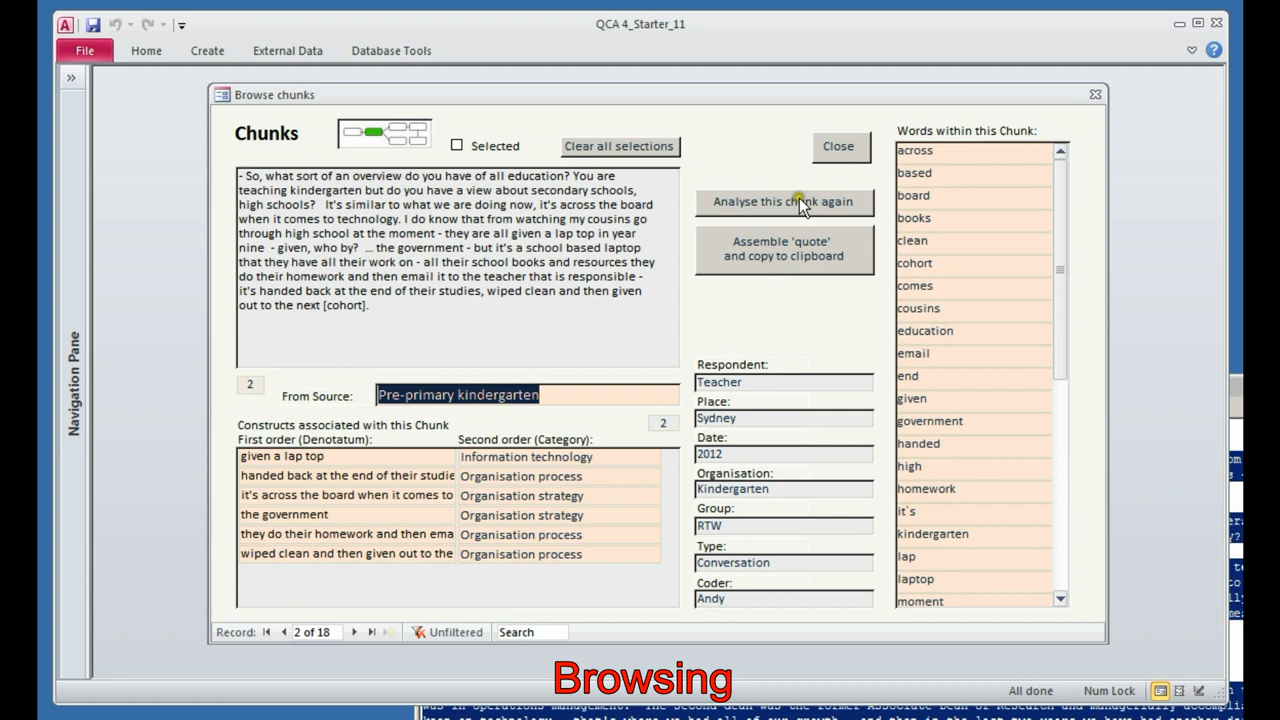 QCA 4_Starter_11
File Home Create External Data Database Tools
Navigation Pane
Browse chunks
Chunks
Selected
Clear all selections
Close
Analyse this chunk again
Assemble 'quote'
and copy to clipboard
- So, what sort of an overview do you have of all education? You are
teaching kindergarten but do you have a view about secondary schools,
high schools?   It's similar to what we are doing now, it's across the board
when it comes to technology. I do know that from watching my cousins go
through high school at the moment - they are all given a lap top in year
nine  - given, who by?  ... the government - but it's a school based laptop
that they have all their work on - all their school books and resources they
do their homework and then email it to the teacher that is responsible -
it's handed back at the end of their studies, wiped clean and then given
out to the next [cohort].
2
From Source: Pre-primary kindergarten
Constructs associated with this Chunk
2
First order (Denotatum): Second order (Category):
given a lap top Information technology
handed back at the end of their studie Organisation process
it's across the board when it comes to Organisation strategy
the government Organisation strategy
they do their homework and then ema Organisation process
wiped clean and then given out to the Organisation process
Respondent:
Teacher
Place:
Sydney
Date:
2012
Organisation:
Kindergarten
Group:
RTW
Type:
Conversation
Coder:
Andy
Words within this Chunk:
across
based
board
books
clean
cohort
comes
cousins
education
email
end
given
government
handed
high
homework
it`s
kindergarten
lap
laptop
moment
Record: 2 of 18 Unfiltered Search
Browsing
All done Num Lock